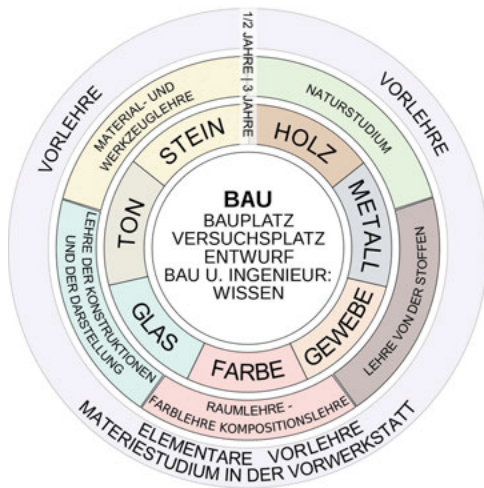 1/2 JAHRE | 3 JAHRE
VORLEHRE
VORLEHRE
MATERIAL- UND
WERKZEUGLEHRE
NATURSTUDIUM
LEHRE VON DER STOFFEN
RAUMLEHRE -
FARBLEHRE KOMPOSITIONSLEHRE
LEHRE DER KONSTRUKTIONEN
UND DER DARSTELLUNG
STEIN
HOLZ
METALL
GEWEBE
FARBE
GLAS
TON
BAU
BAUPLATZ
VERSUCHSPLATZ
ENTWURF
BAU U. INGENIEUR:
WISSEN
ELEMENTARE VORLEHRE
MATERIESTUDIUM IN DER VORWERKSTATT